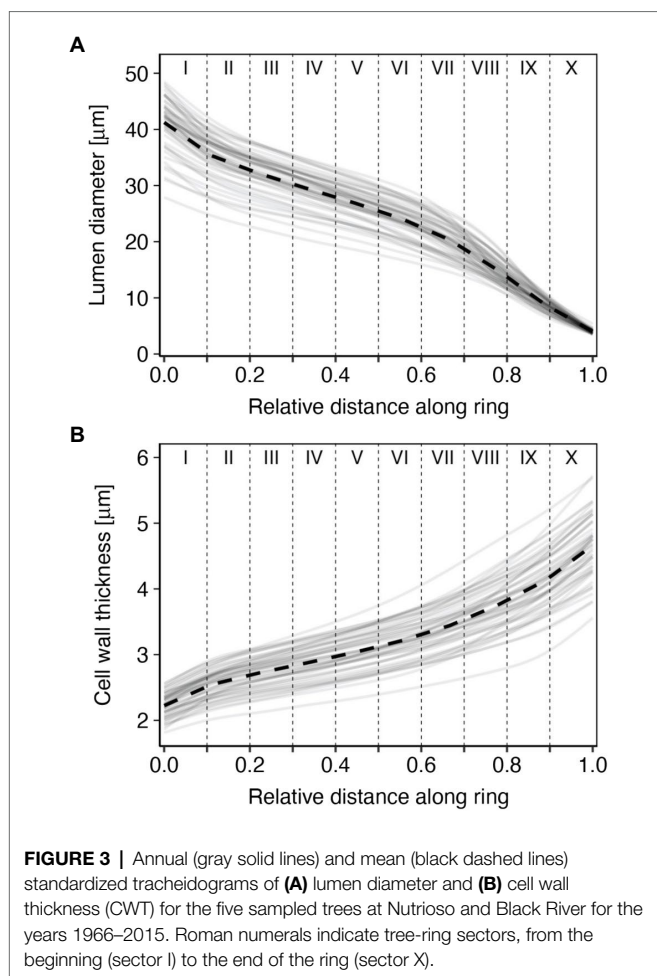 A
I II III IV V VI VII VIII IX X
50
40
30
20
10
0
Lumen diameter [μm]
0.0 0.2 0.4 0.6 0.8 1.0
Relative distance along ring
B
I II III IV V VI VII VIII IX X
6
5
4
3
2
Cell wall thickness [μm]
0.0 0.2 0.4 0.6 0.8 1.0
Relative distance along ring
FIGURE 3 | Annual (gray solid lines) and mean (black dashed lines)
standardized tracheidograms of (A) lumen diameter and (B) cell wall
thickness (CWT) for the five sampled trees at Nutrioso and Black River for the
years 1966–2015. Roman numerals indicate tree-ring sectors, from the
beginning (sector I) to the end of the ring (sector X).